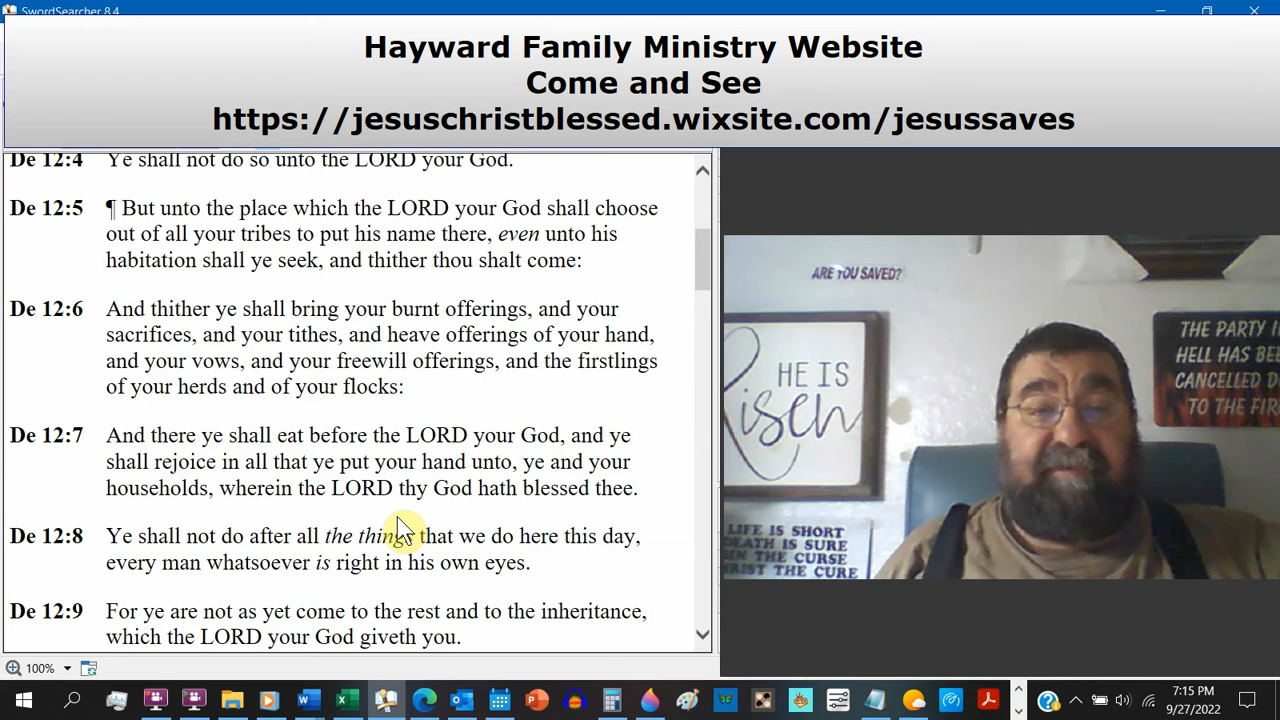 SwordSearcher 8.4
Hayward Family Ministry Website
Come and See
https://jesuschristblessed.wixsite.com/jesussaves
De 12:4 Ye shall not do so unto the LORD your God.
De 12:5 ¶ But unto the place which the LORD your God shall choose
out of all your tribes to put his name there, even unto his
habitation shall ye seek, and thither thou shalt come:
De 12:6 And thither ye shall bring your burnt offerings, and your
sacrifices, and your tithes, and heave offerings of your hand,
and your vows, and your freewill offerings, and the firstlings
of your herds and of your flocks:
De 12:7 And there ye shall eat before the LORD your God, and ye
shall rejoice in all that ye put your hand unto, ye and your
households, wherein the LORD thy God hath blessed thee.
De 12:8 Ye shall not do after all the things that we do here this day,
every man whatsoever is right in his own eyes.
De 12:9 For ye are not as yet come to the rest and to the inheritance,
which the LORD your God giveth you.
100%
ARE YOU SAVED?
HE IS
Risen
THE PARTY I
HELL HAS BEE
CANCELLED D
TO THE FIR
LIFE IS SHORT
DEATH IS SURE
IN THE CURSE
RIST THE CURE
7:15 PM
9/27/2022